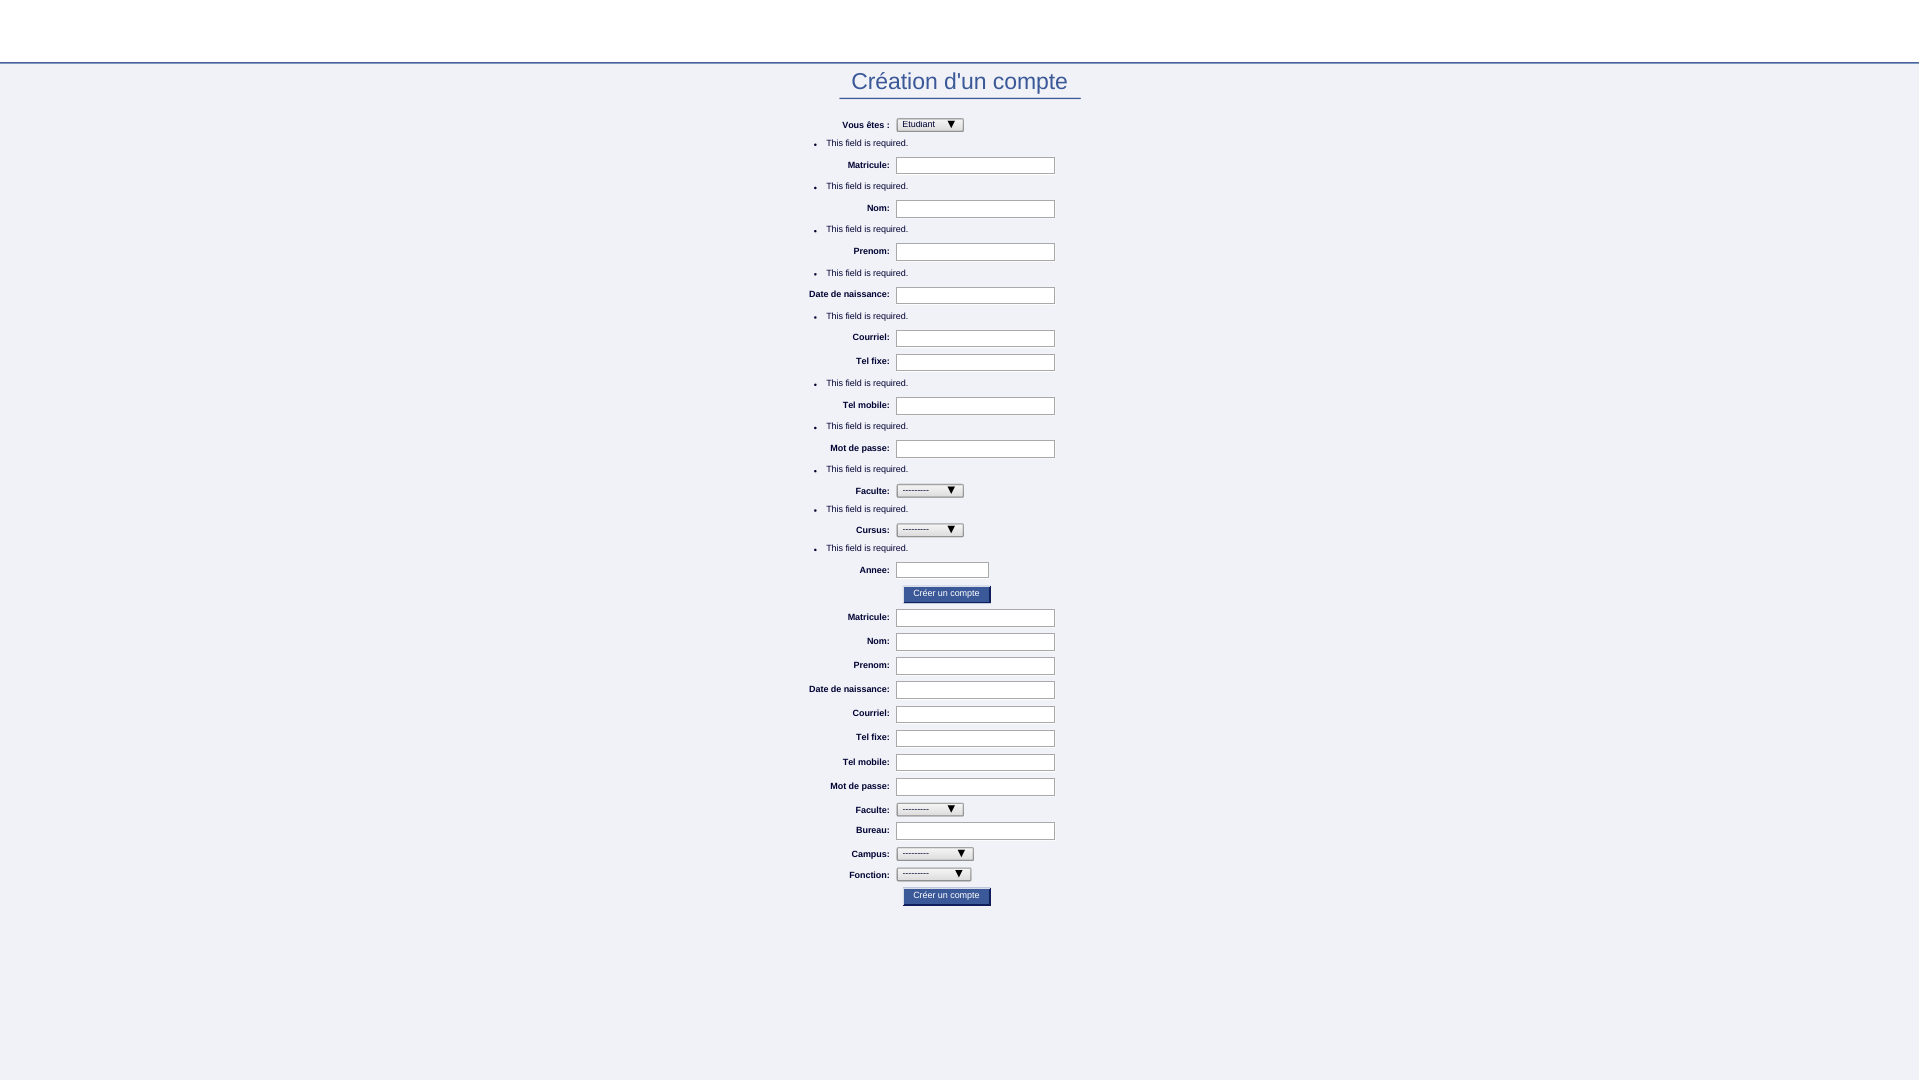 Création d'un compte
Vous êtes : Etudiant ▼
• This field is required.
Matricule:
• This field is required.
Nom:
• This field is required.
Prenom:
• This field is required.
Date de naissance:
• This field is required.
Courriel:
Tel fixe:
• This field is required.
Tel mobile:
• This field is required.
Mot de passe:
• This field is required.
Faculte: --------- ▼
• This field is required.
Cursus: --------- ▼
• This field is required.
Annee:
Créer un compte
Matricule:
Nom:
Prenom:
Date de naissance:
Courriel:
Tel fixe:
Tel mobile:
Mot de passe:
Faculte: --------- ▼
Bureau:
Campus: --------- ▼
Fonction: --------- ▼
Créer un compte